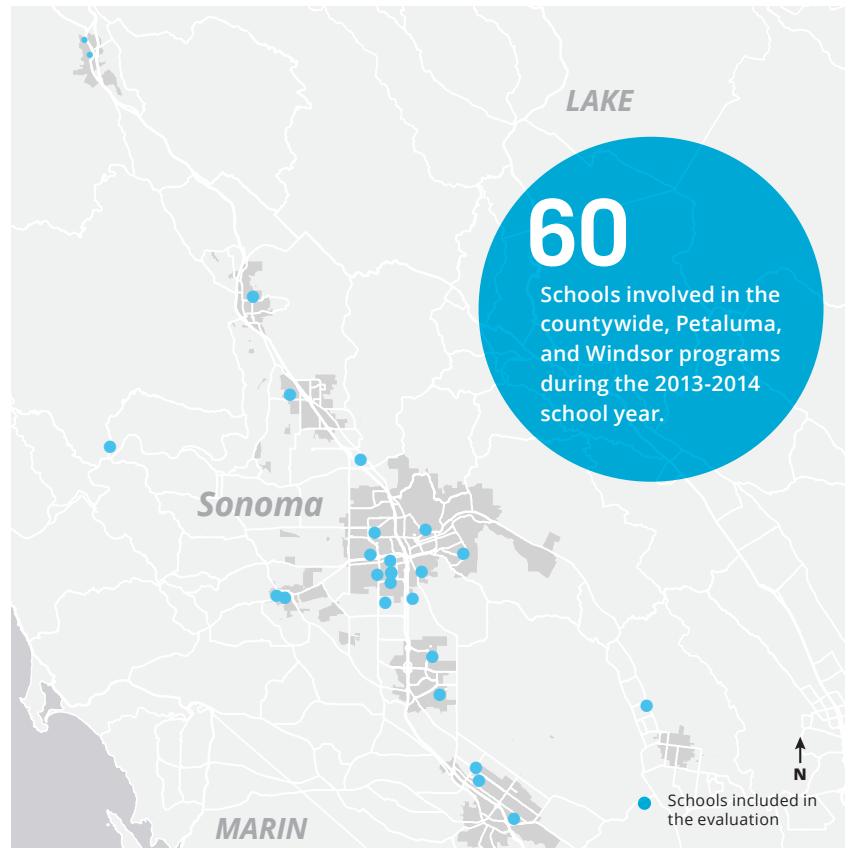 LAKE
60
Schools involved in the
countywide, Petaluma,
and Windsor programs
during the 2013-2014
school year.
Sonoma
N
Schools included in
the evaluation
MARIN